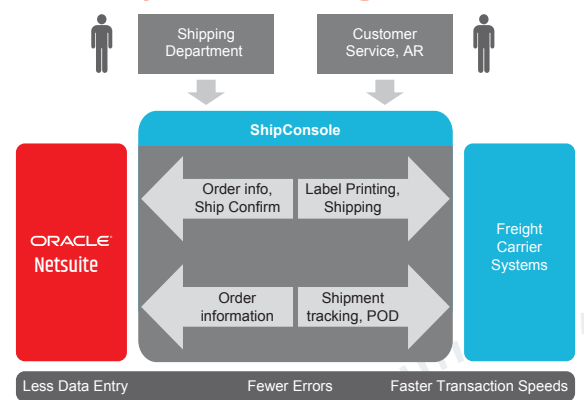 Shipping
Department
Customer
Service, AR
ShipConsole
Order info,
Ship Confirm
Label Printing,
Shipping
ORACLE
Netsuite
Freight
Carrier
Systems
Order
information
Shipment
tracking, POD
Less Data Entry
Fewer Errors
Faster Transaction Speeds